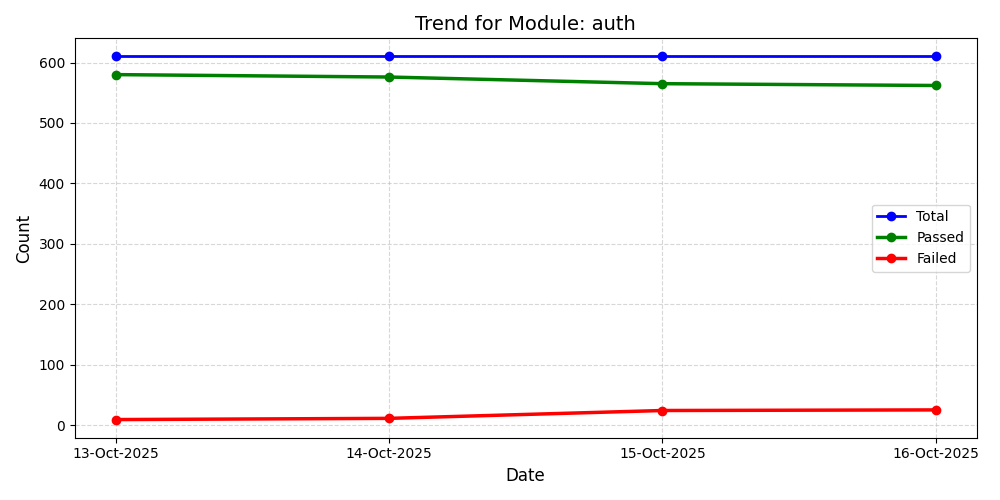 Trend for Module: auth
600
500
400
300
200
100
0
Count
Total
Passed
Failed
13-Oct-2025
14-Oct-2025
15-Oct-2025
16-Oct-2025
Date